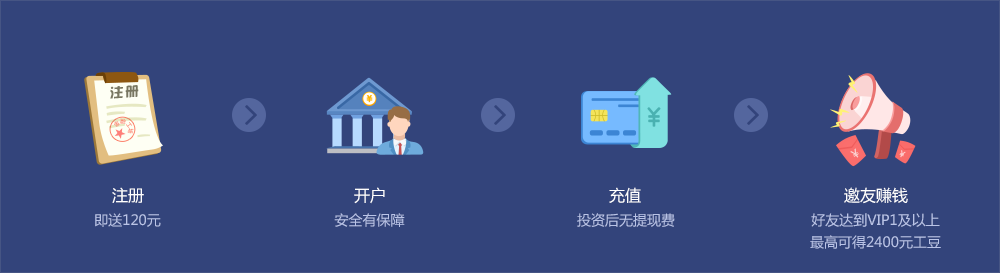 注册
注册
即送120元
开户
安全有保障
充值
投资后无提现费
邀友赚钱
好友达到VIP1及以上
最高可得2400元工豆